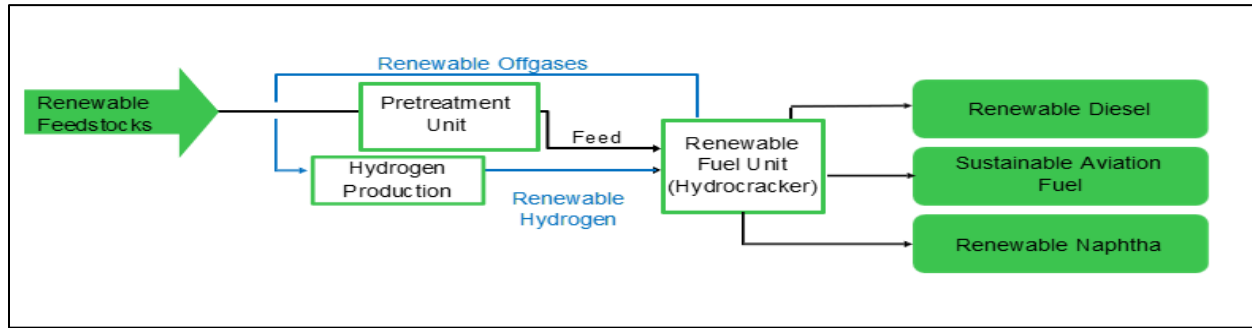 Renewable Offgases
Renewable
Feedstocks
Pretreatment
Unit
Feed
Hydrogen
Production
Renewable
Hydrogen
Renewable
Fuel Unit
(Hydrocracker)
Renewable Diesel
Sustainable Aviation
Fuel
Renewable Naphtha